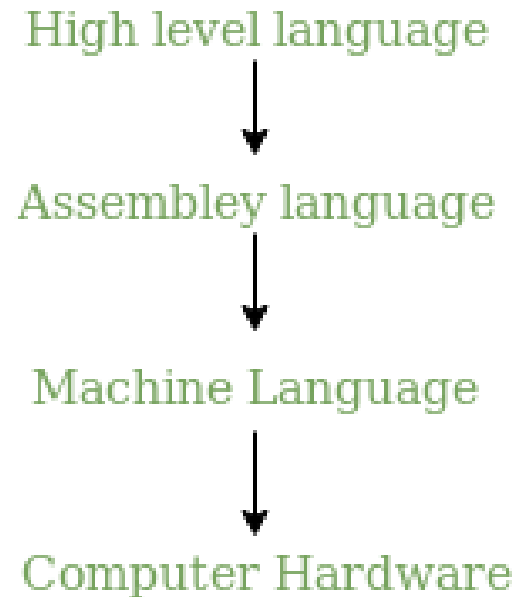 High level language
Assembley language
Machine Language
Computer Hardware